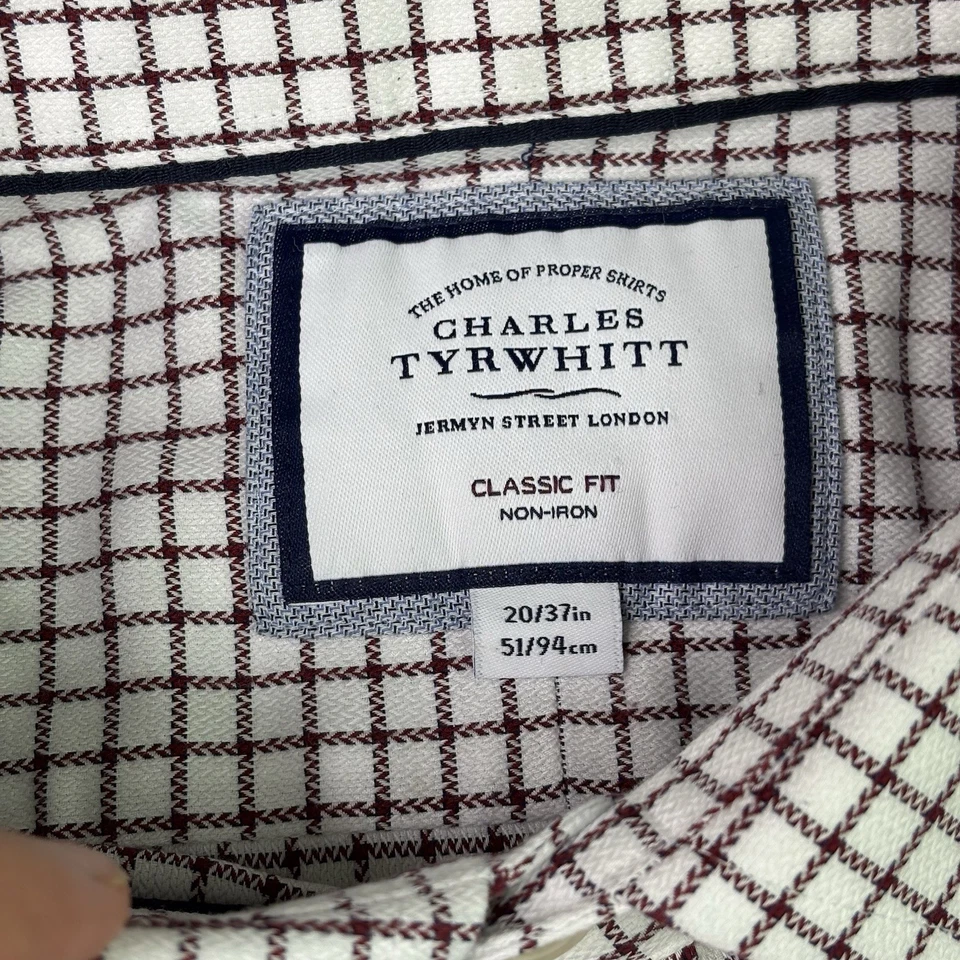 THE HOME OF PROPER SHIRTS
CHARLES
TYRWHITT
JERMYN STREET LONDON
CLASSIC FIT
NON-IRON
20/37in
51/94cm